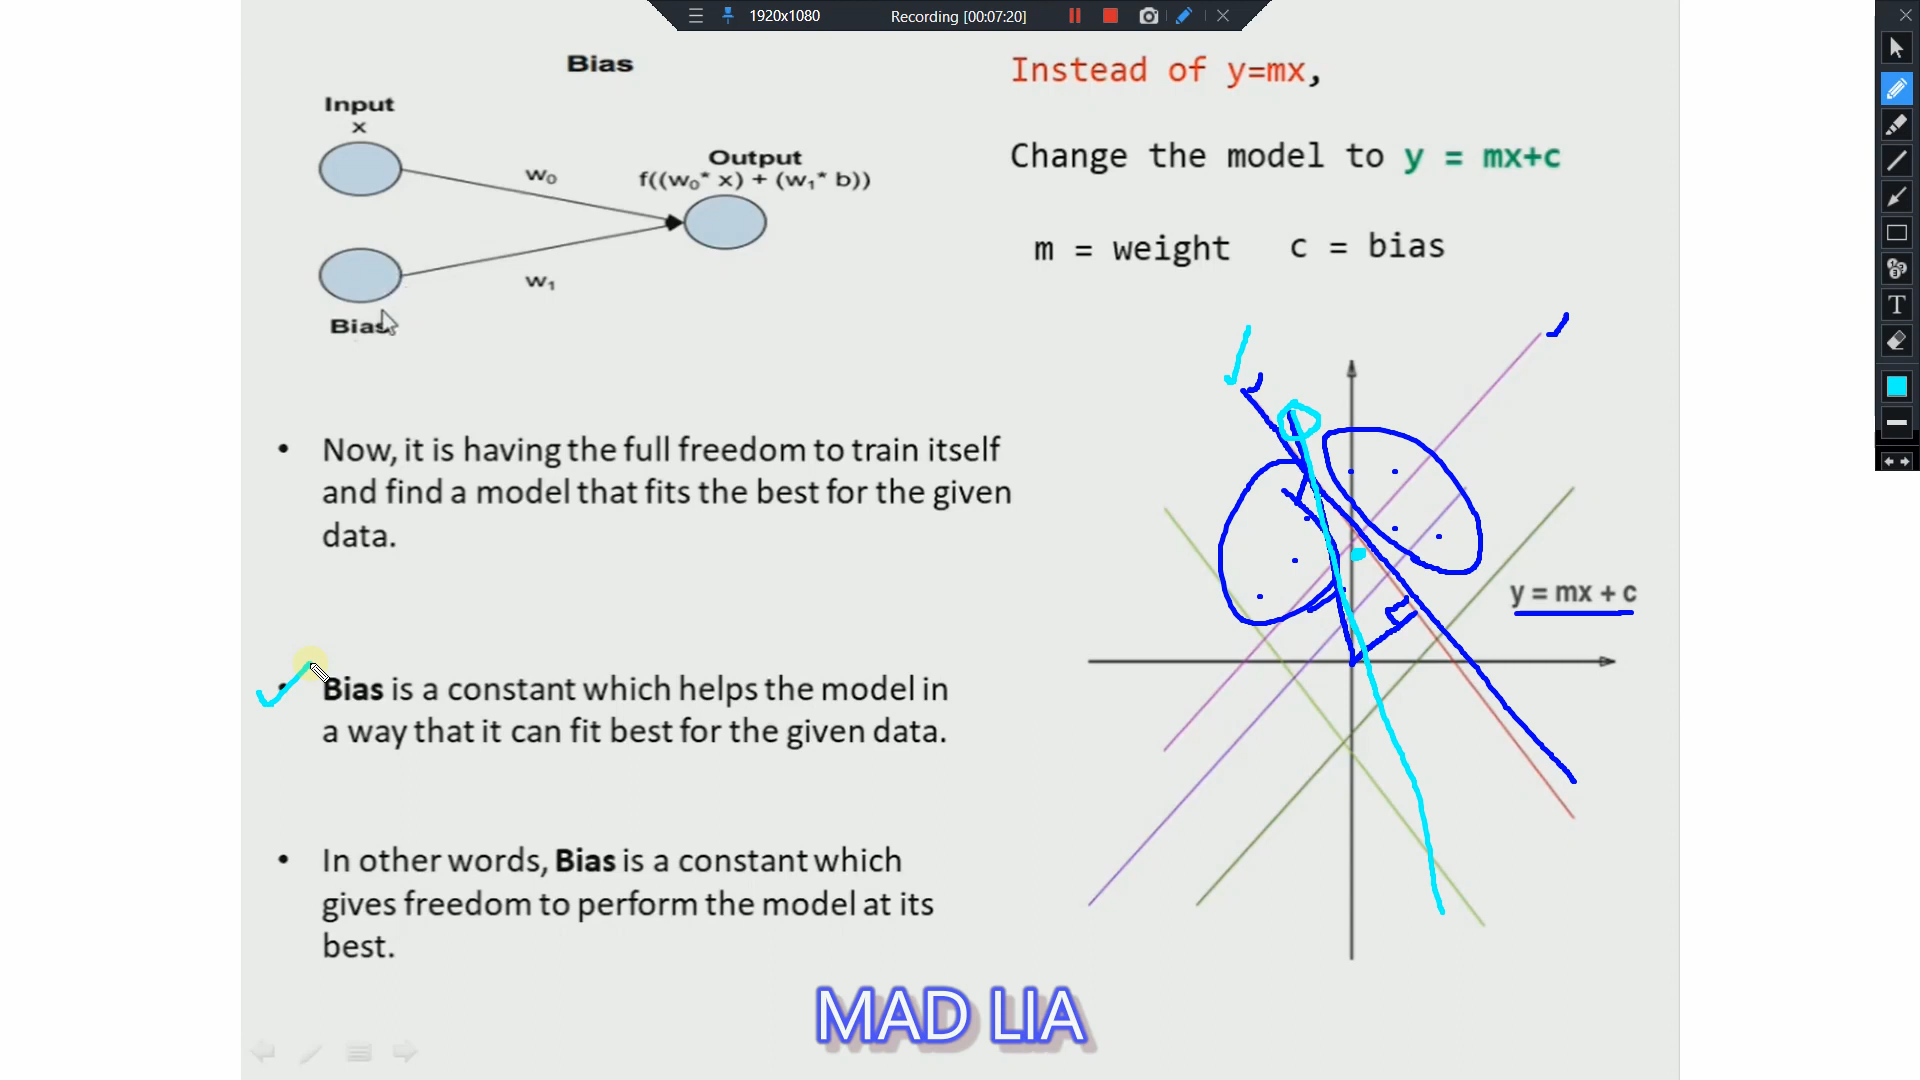 1920x1080
Recording [00:07:20]
Bias
Input
x
w0
Output
f((w0* x) + (w1* b))
w1
Bias
Instead of y=mx,
Change the model to y = mx+c
m = weight c = bias
• Now, it is having the full freedom to train itself
and find a model that fits the best for the given
data.
y = mx + c
• Bias is a constant which helps the model in
a way that it can fit best for the given data.
• In other words, Bias is a constant which
gives freedom to perform the model at its
best.
MAD LIA
T